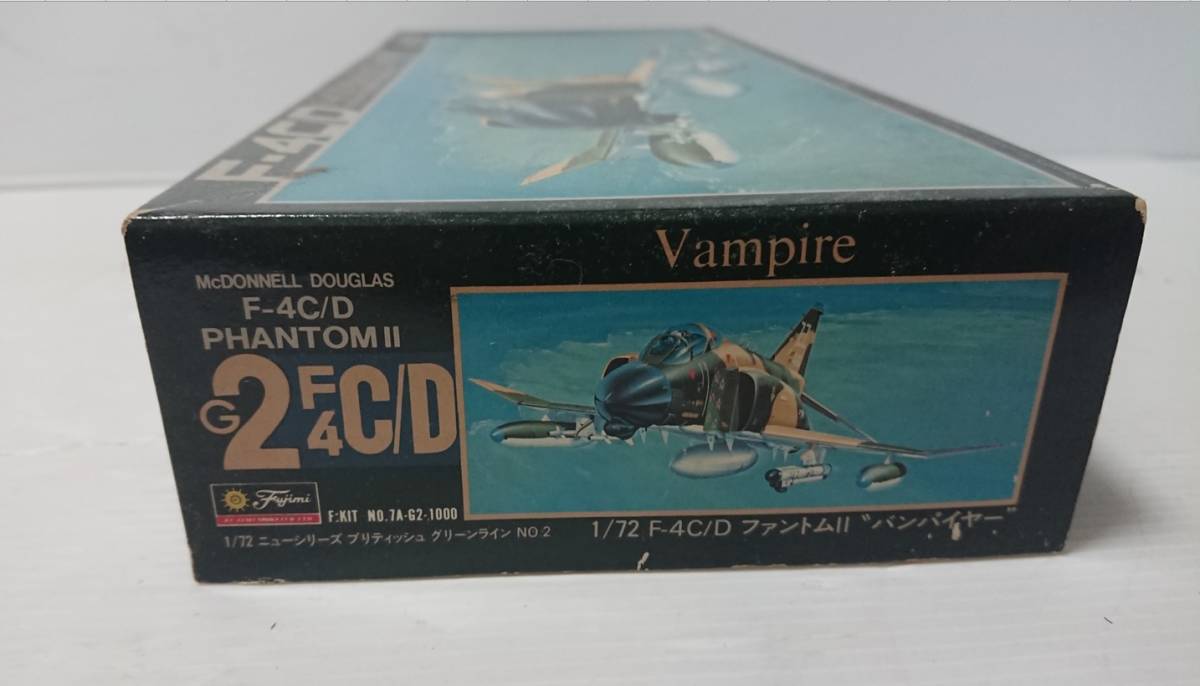 F-4C/D
Vampire
McDONNELL DOUGLAS
F-4C/D
PHANTOM II
G2 F4 C/D
Fujimi
F:KIT NO.7A-G2-1000
1/72 ニューシリーズ ブリティッシュ グリーンライン NO.2
1/72 F-4C/D ファントムII "バンパイヤー"